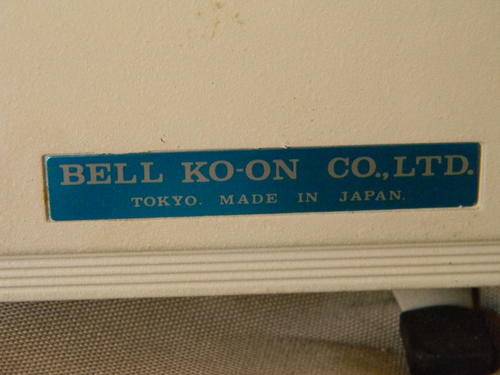 BELL KO-ON CO.,LTD.
TOKYO. MADE IN JAPAN.